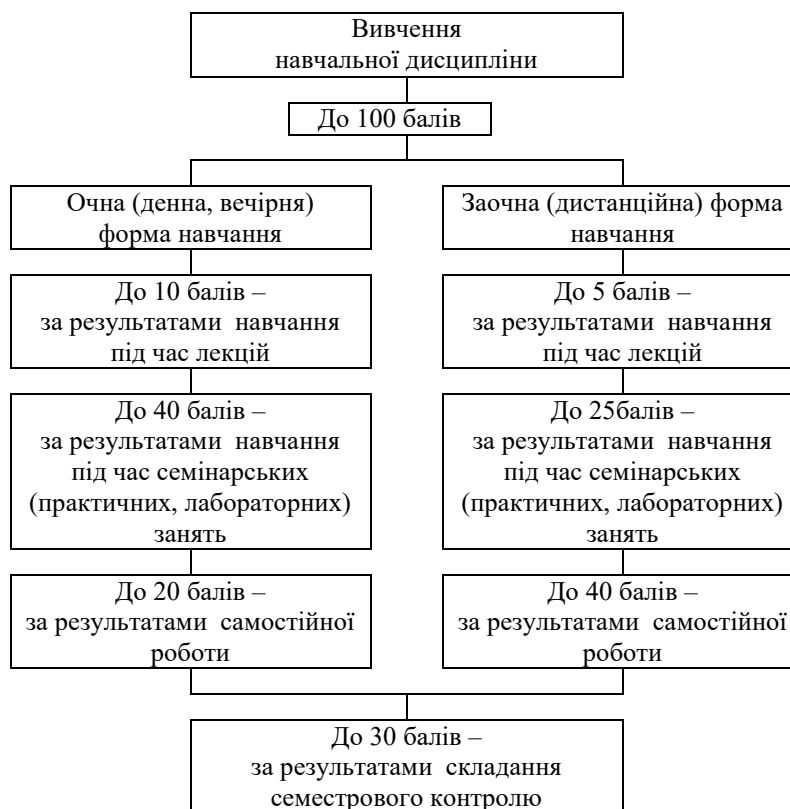 Вивчення
навчальної дисципліни
До 100 балів
Очна (денна, вечірня)
форма навчання
До 10 балів –
за результатами навчання
під час лекцій
До 40 балів –
за результатами навчання
під час семінарських
(практичних, лабораторних)
занять
До 20 балів –
за результатами самостійної
роботи
Заочна (дистанційна) форма
навчання
До 5 балів –
за результатами навчання
під час лекцій
До 25балів –
за результатами навчання
під час семінарських
(практичних, лабораторних)
занять
До 40 балів –
за результатами самостійної
роботи
До 30 балів –
за результатами складання
семестрового контролю